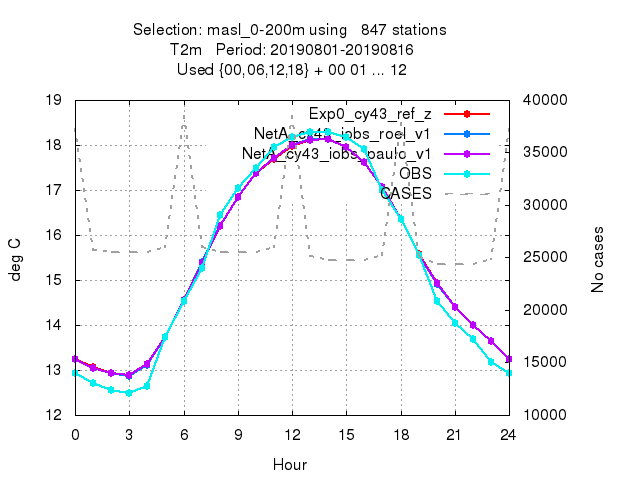 Selection: masl_0-200m using 847 stations
T2m Period: 20190801-20190816
Used {00,06,12,18} + 00 01 ... 12
19 40000
Exp0_cy43_ref_z
NetA_cy43_iobs_roel_v1
18 35000
NetA_cy43_iobs_paulo_v1
OBS
17 CASES
30000
16
deg C No cases
25000
15
20000
14
15000
13
12 10000
0 3 6 9 12 15 18 21 24
Hour